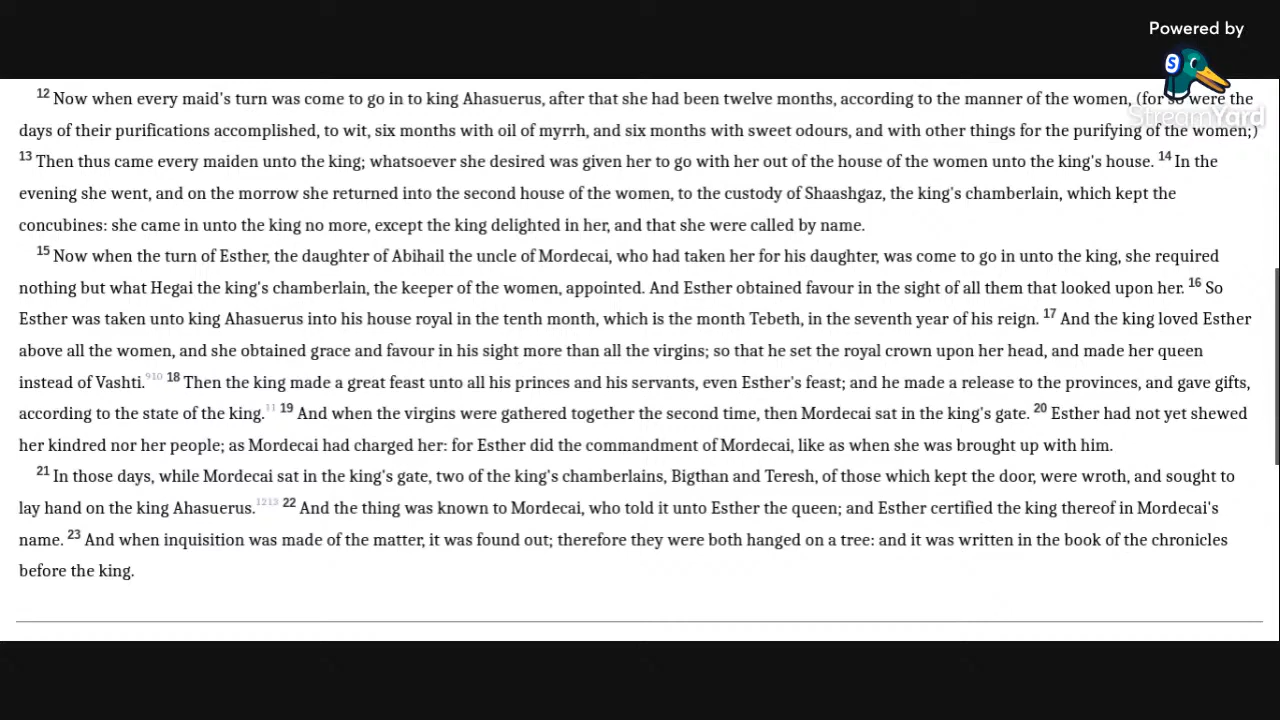 Powered by
S
StreamYard
12 Now when every maid's turn was come to go in to king Ahasuerus, after that she had been twelve months, according to the manner of the women, (for so were the
days of their purifications accomplished, to wit, six months with oil of myrrh, and six months with sweet odours, and with other things for the purifying of the women;)
13 Then thus came every maiden unto the king; whatsoever she desired was given her to go with her out of the house of the women unto the king's house. 14 In the
evening she went, and on the morrow she returned into the second house of the women, to the custody of Shaashgaz, the king's chamberlain, which kept the
concubines: she came in unto the king no more, except the king delighted in her, and that she were called by name.
15 Now when the turn of Esther, the daughter of Abihail the uncle of Mordecai, who had taken her for his daughter, was come to go in unto the king, she required
nothing but what Hegai the king's chamberlain, the keeper of the women, appointed. And Esther obtained favour in the sight of all them that looked upon her. 16 So
Esther was taken unto king Ahasuerus into his house royal in the tenth month, which is the month Tebeth, in the seventh year of his reign. 17 And the king loved Esther
above all the women, and she obtained grace and favour in his sight more than all the virgins; so that he set the royal crown upon her head, and made her queen
instead of Vashti.910 18 Then the king made a great feast unto all his princes and his servants, even Esther's feast; and he made a release to the provinces, and gave gifts,
according to the state of the king.11 19 And when the virgins were gathered together the second time, then Mordecai sat in the king's gate. 20 Esther had not yet shewed
her kindred nor her people; as Mordecai had charged her: for Esther did the commandment of Mordecai, like as when she was brought up with him.
21 In those days, while Mordecai sat in the king's gate, two of the king's chamberlains, Bigthan and Teresh, of those which kept the door, were wroth, and sought to
lay hand on the king Ahasuerus.1213 22 And the thing was known to Mordecai, who told it unto Esther the queen; and Esther certified the king thereof in Mordecai's
name. 23 And when inquisition was made of the matter, it was found out; therefore they were both hanged on a tree: and it was written in the book of the chronicles
before the king.